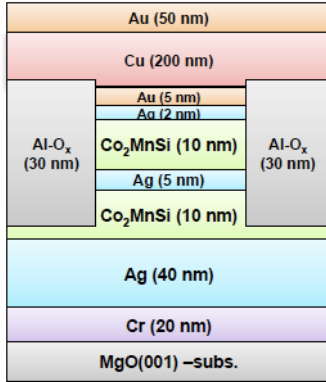 Au (50 nm)
Cu (200 nm)
Au (5 nm)
Ag (2 nm)
Al-Oₓ
(30 nm)
Co₂MnSi (10 nm)
Al-Oₓ
(30 nm)
Ag (5 nm)
Co₂MnSi (10 nm)
Ag (40 nm)
Cr (20 nm)
MgO(001) –subs.